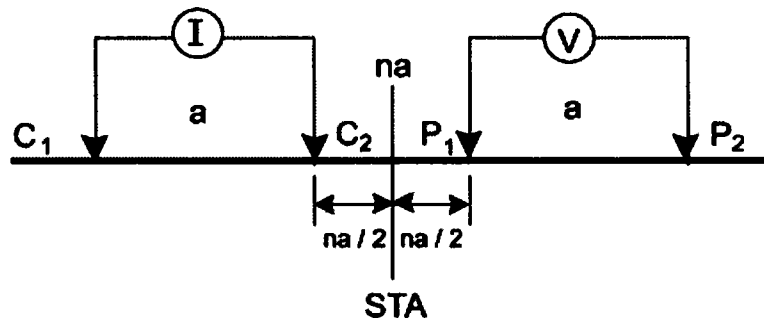 I V
na
a a
C₁ C₂ P₁ P₂
na / 2 na / 2
STA